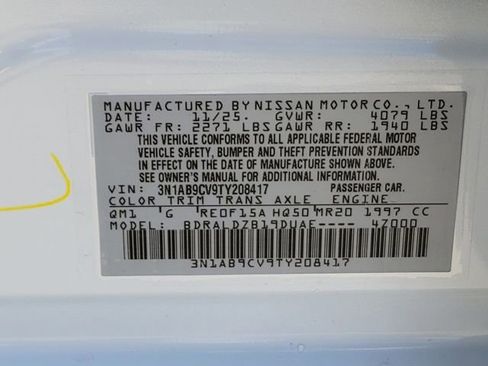 MANUFACTURED BY NISSAN MOTOR CO., LTD.
DATE: 11/25. GVWR: 4079 LBS
GAWR FR: 2271 LBS GAWR RR: 1940 LBS
THIS VEHICLE CONFORMS TO ALL APPLICABLE FEDERAL MOTOR
VEHICLE SAFETY, BUMPER AND THEFT PREVENTION STANDARDS
IN EFFECT ON THE DATE OF MANUFACTURE SHOWN ABOVE.
SEE OWNER'S MANUAL FOR ADDITIONAL INFORMATION.
VIN: 3N1AB9CV9TY208417 PASSENGER CAR.
COLOR TRIM TRANS AXLE ENGINE
QM1 G RE0F15A HQ50 MR20 1997 CC
MODEL: BDRALDZB19DUAE---- 4Z000
3N1AB9CV9TY208417